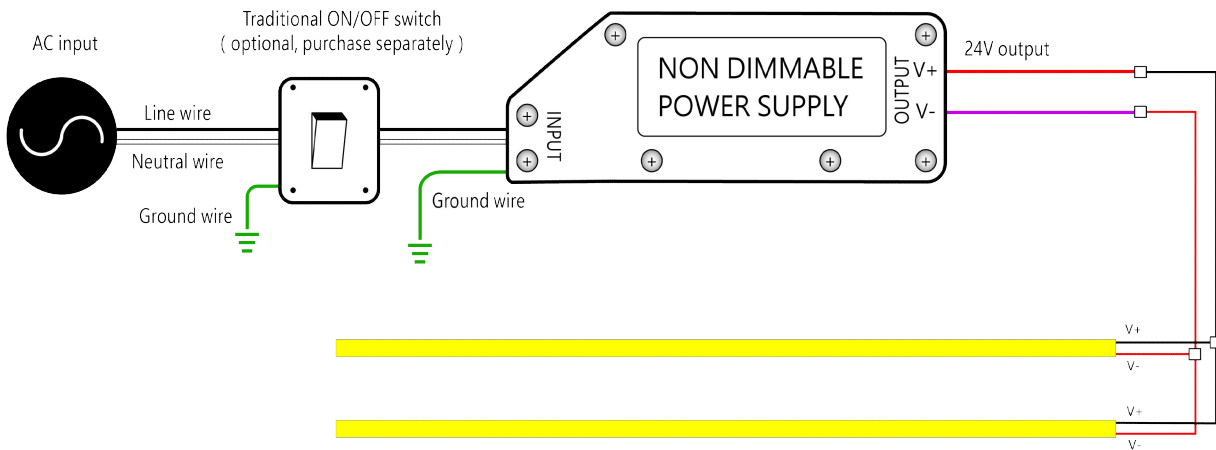 Traditional ON/OFF switch
( optional, purchase separately )
AC input
Line wire
Neutral wire
Ground wire
Ground wire
INPUT
NON DIMMABLE
POWER SUPPLY
OUTPUT
V+
V-
24V output
V+
V-
V+
V-